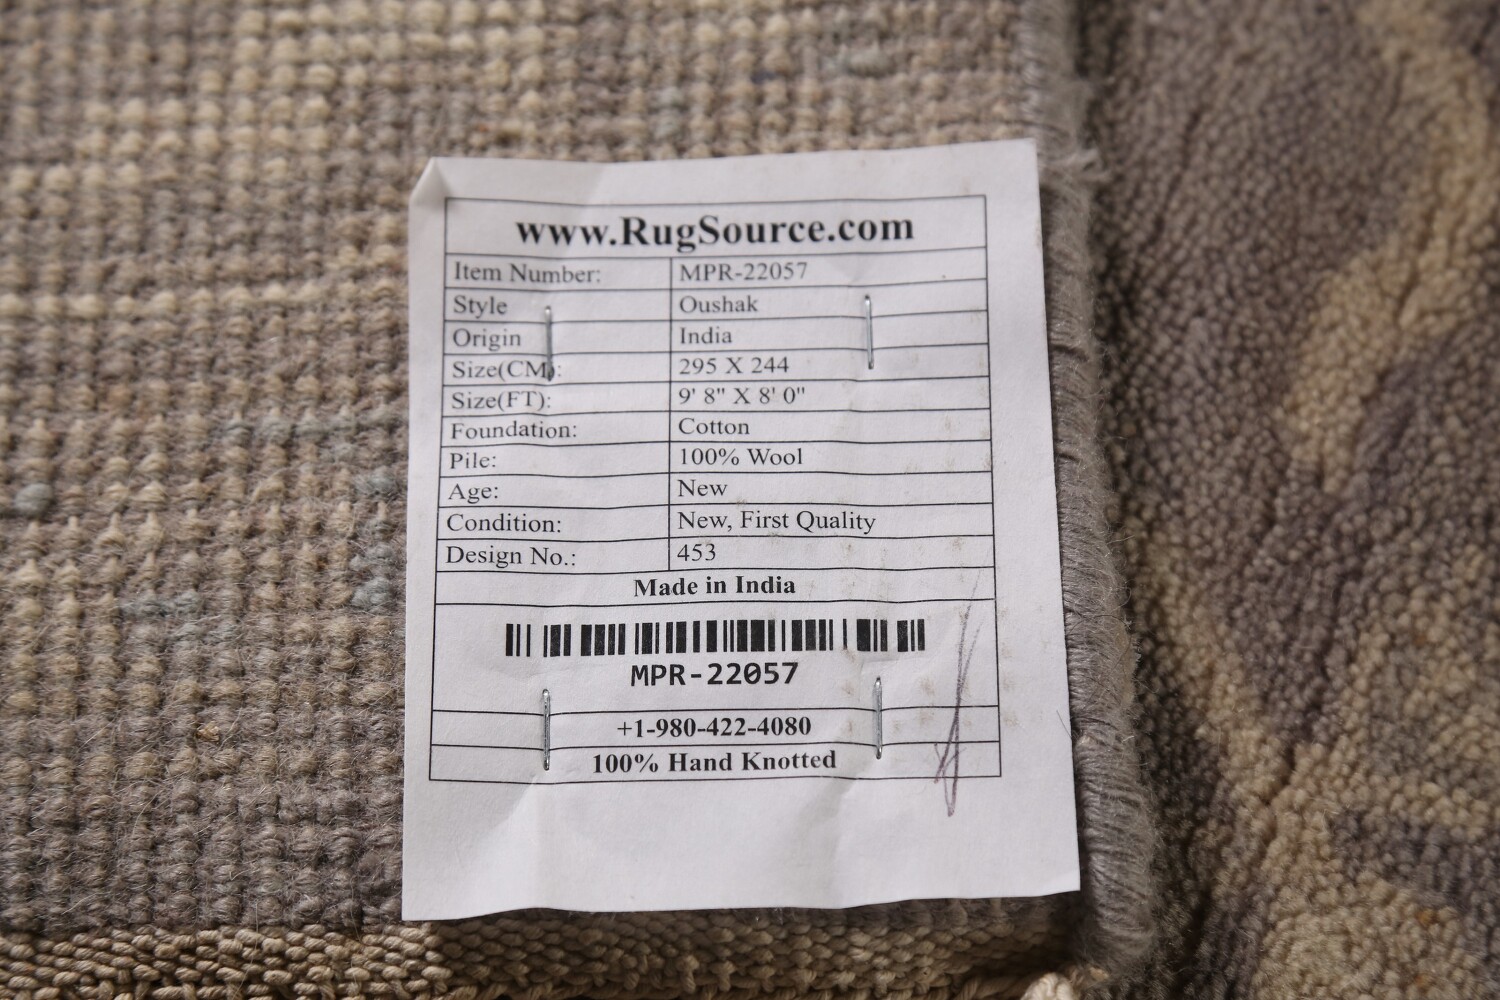 www.RugSource.com
Item Number: MPR-22057
Style Oushak
Origin India
Size(CM): 295 X 244
Size(FT): 9' 8" X 8' 0"
Foundation: Cotton
Pile: 100% Wool
Age: New
Condition: New, First Quality
Design No.: 453
Made in India
MPR-22057
+1-980-422-4080
100% Hand Knotted